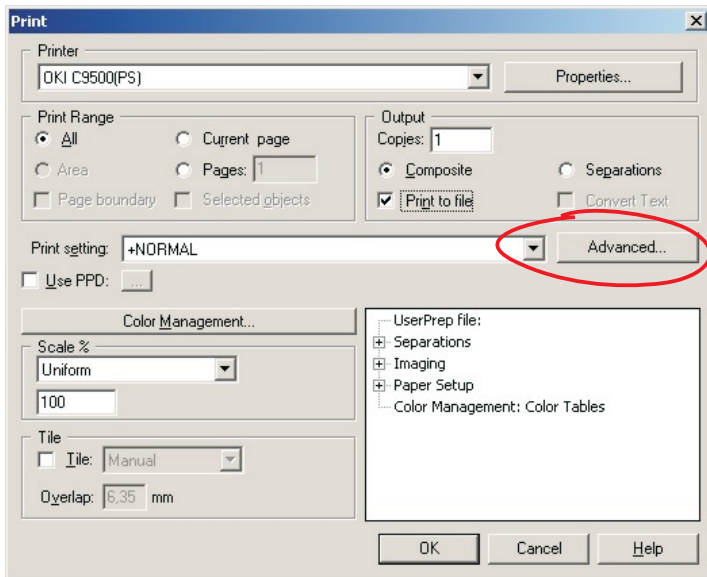 Print
Printer
OKI C9500(PS)
Properties...
Print Range
All
Current page
Area
Pages: 1
Page boundary
Selected objects
Output
Copies: 1
Composite
Separations
Print to file
Convert Text
Print setting: +NORMAL
Advanced...
Use PPD: ...
Color Management...
Scale %
Uniform
100
Tile
Tile: Manual
Overlap: 6,35 mm
UserPrep file:
Separations
Imaging
Paper Setup
Color Management: Color Tables
OK
Cancel
Help